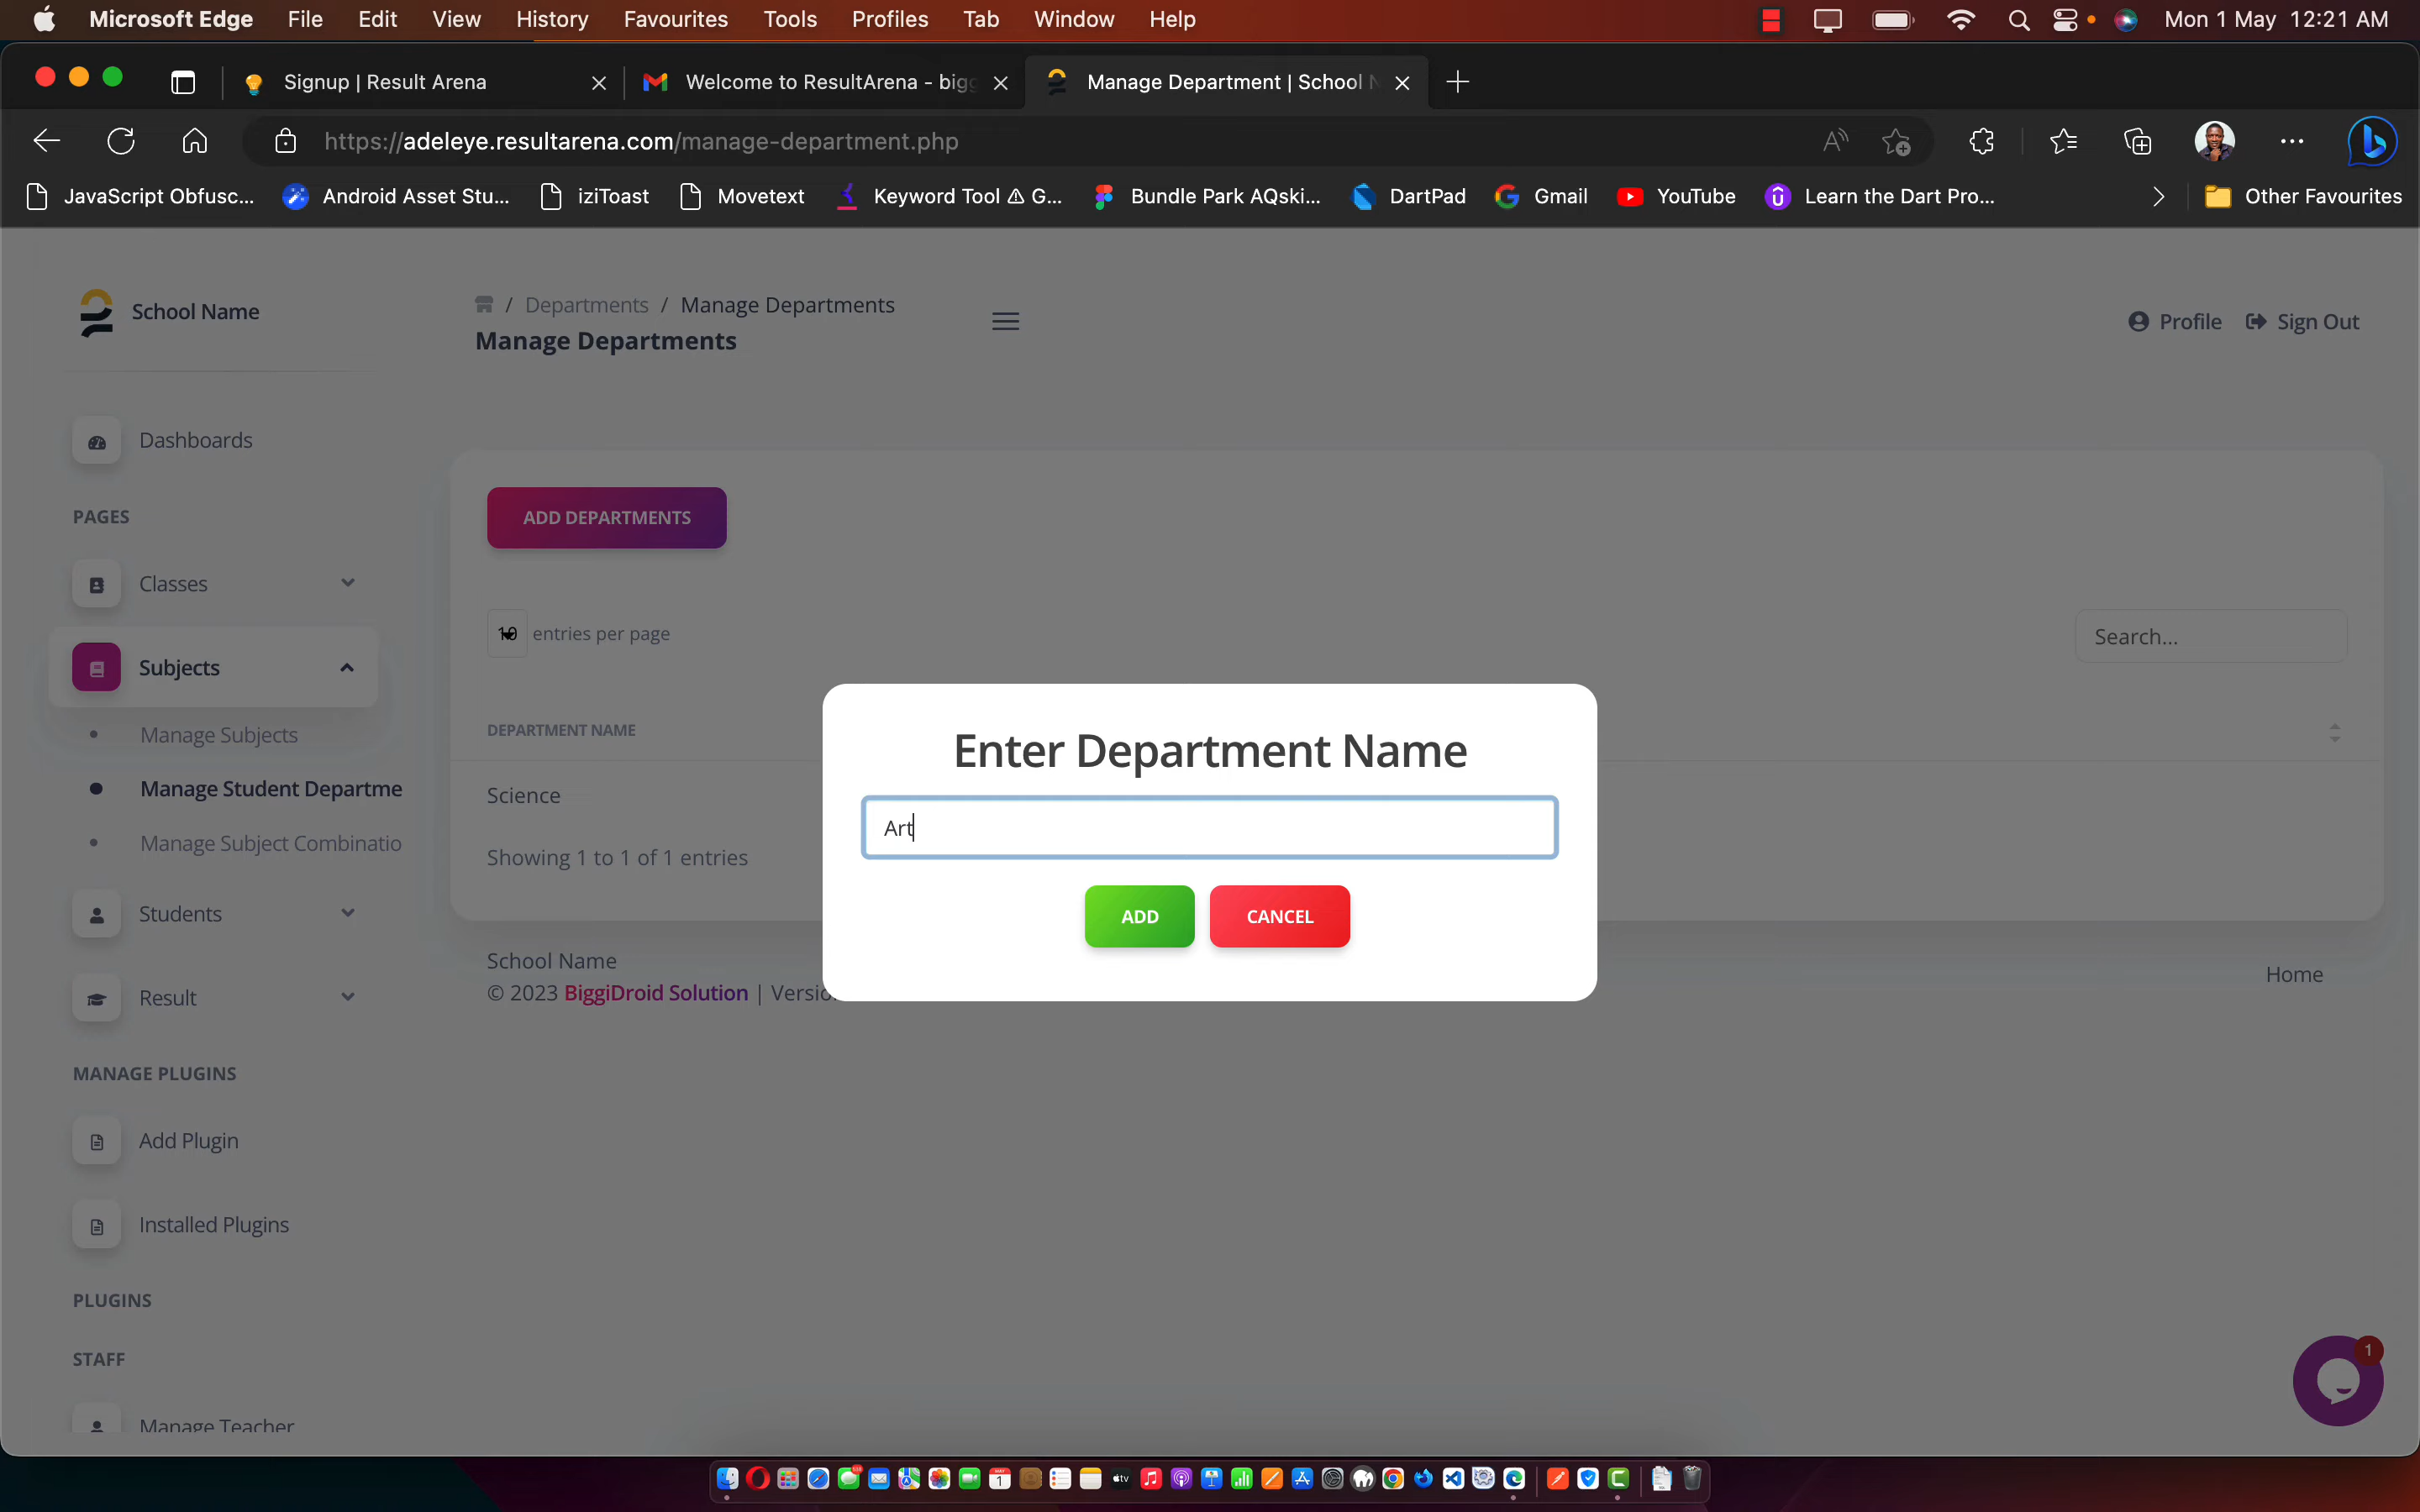 Microsoft Edge File Edit View History Favourites Tools Profiles Tab Window Help Mon 1 May 12:21 AM
Signup | Result Arena Welcome to ResultArena - bigg Manage Department | School N
https://adeleye.resultarena.com/manage-department.php
JavaScript Obfusc... Android Asset Stu... iziToast Movetext Keyword Tool ⚠ G... Bundle Park AQski... DartPad Gmail YouTube Learn the Dart Pro... Other Favourites
School Name
/ Departments / Manage Departments
Manage Departments
Profile Sign Out
Dashboards
PAGES
Classes
Subjects
Manage Subjects
Manage Student Departme
Manage Subject Combinatio
Students
Result
MANAGE PLUGINS
Add Plugin
Installed Plugins
PLUGINS
STAFF
Manage Teacher
ADD DEPARTMENTS
10 entries per page
Search...
DEPARTMENT NAME
Science
Showing 1 to 1 of 1 entries
Enter Department Name
Art
ADD CANCEL
School Name
© 2023 BiggiDroid Solution | Versio
Home
1